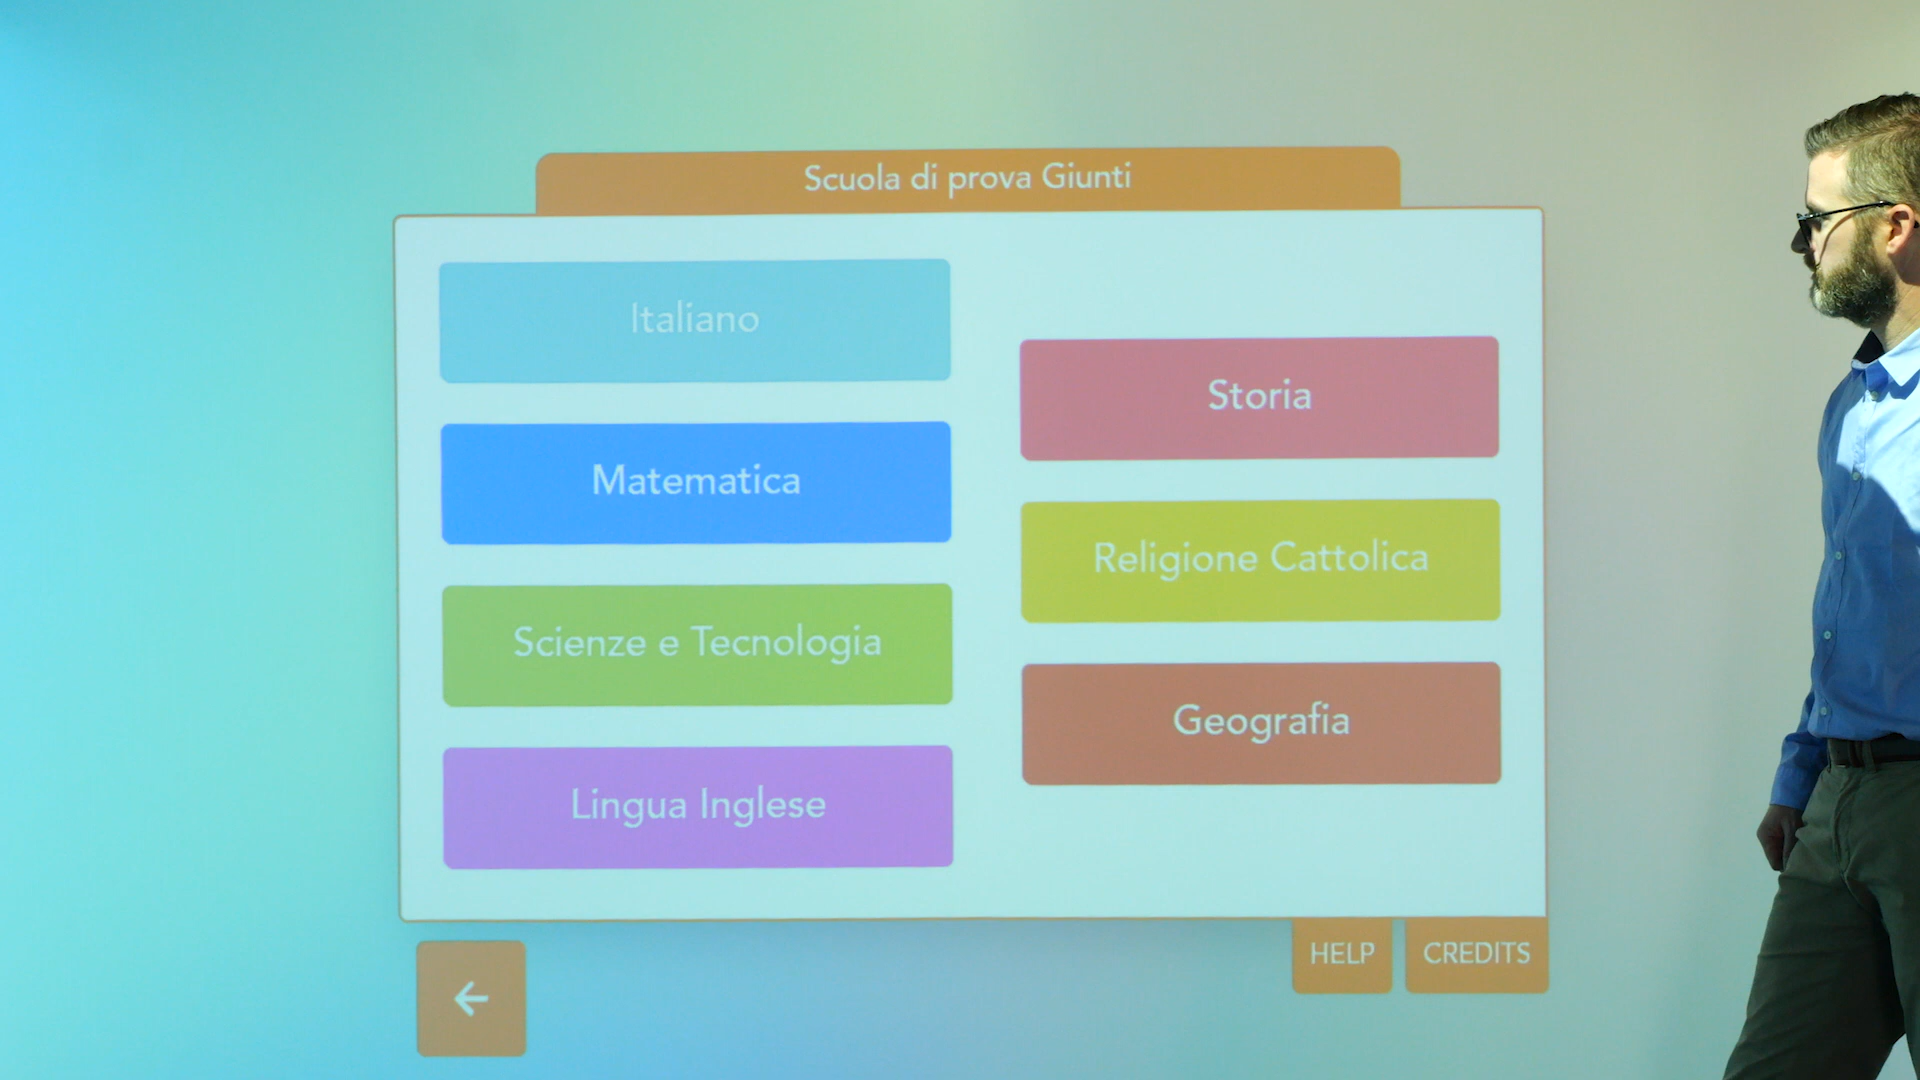 Scuola di prova Giunti
Italiano
Matematica
Scienze e Tecnologia
Lingua Inglese
Storia
Religione Cattolica
Geografia
HELP
CREDITS